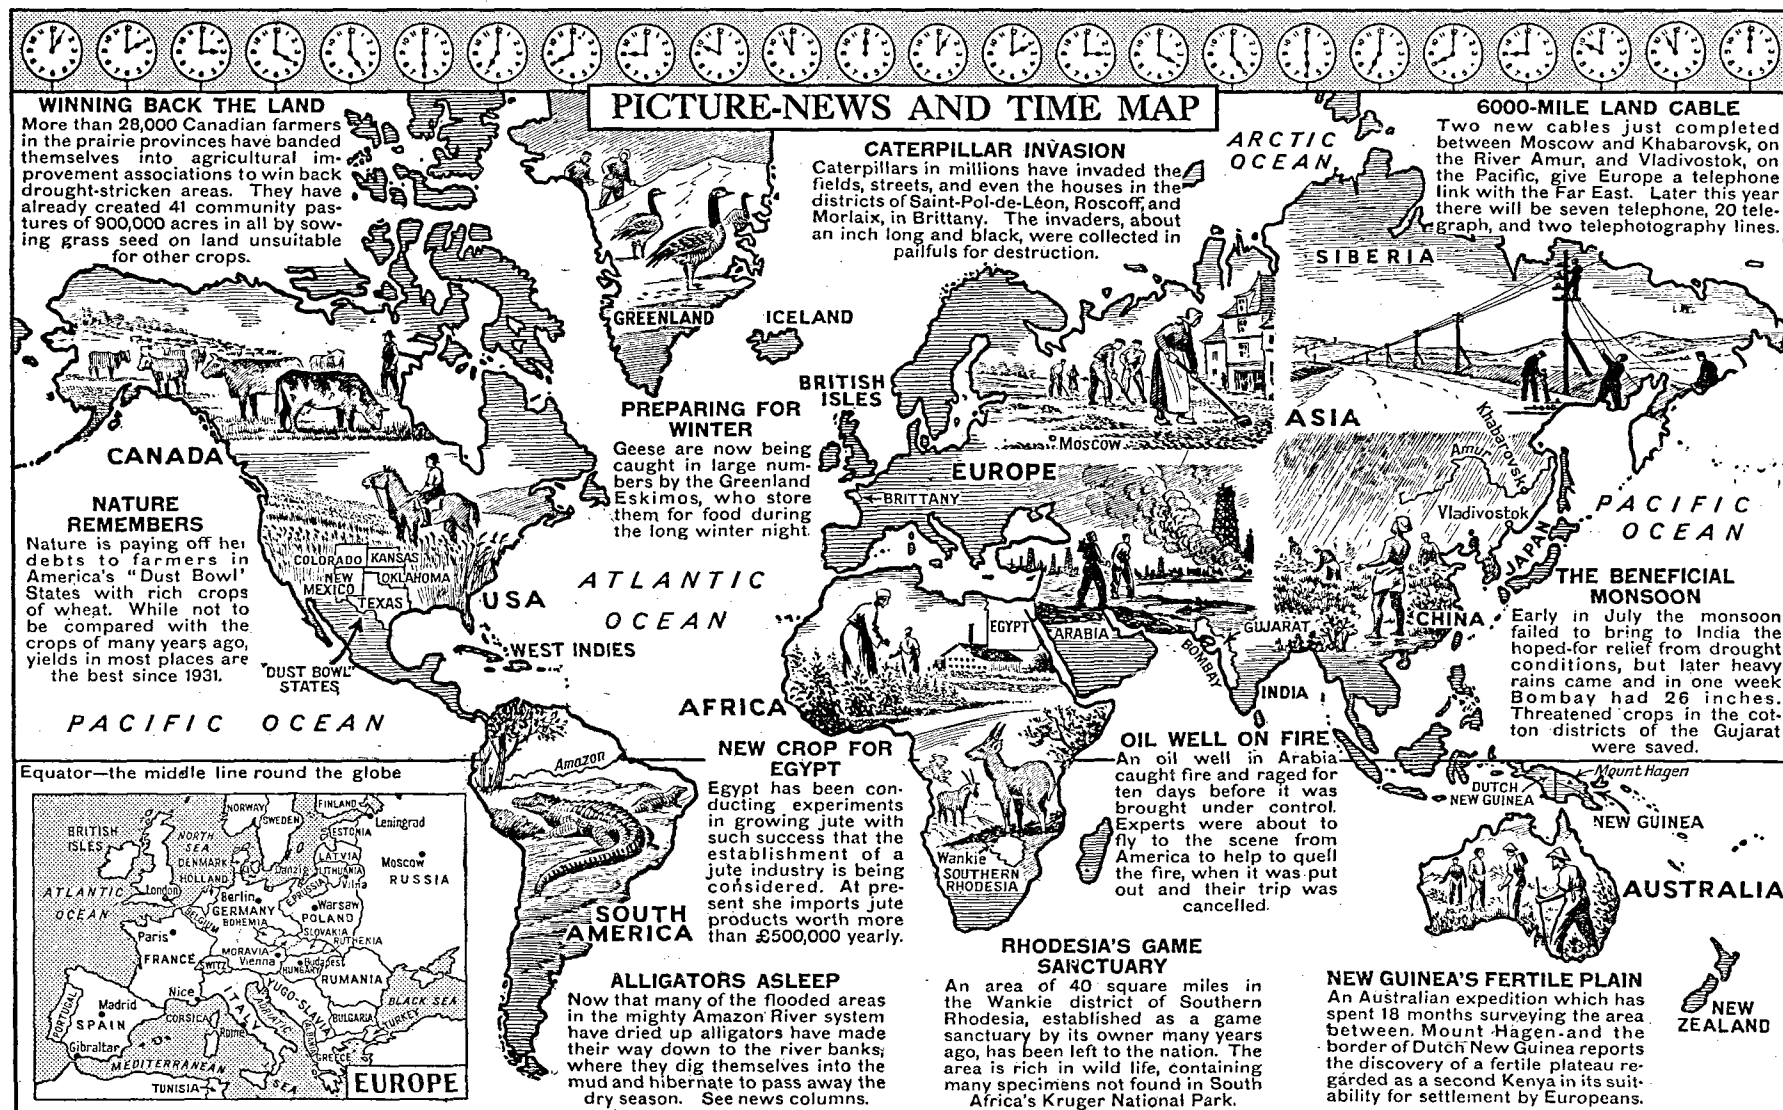 PICTURE-NEWS AND TIME MAP
WINNING BACK THE LAND
More than 28,000 Canadian farmers
in the prairie provinces have banded
themselves into agricultural im-
provement associations to win back
drought-stricken areas. They have
already created 41 community pas-
tures of 900,000 acres in all by sow-
ing grass seed on land unsuitable
for other crops.
CATERPILLAR INVASION
Caterpillars in millions have invaded the
fields, streets, and even the houses in the
districts of Saint-Pol-de-Léon, Roscoff, and
Morlaix, in Brittany. The invaders, about
an inch long and black, were collected in
pailfuls for destruction.
ARCTIC
OCEAN
6000-MILE LAND CABLE
Two new cables just completed
between Moscow and Khabarovsk, on
the River Amur, and Vladivostok, on
the Pacific, give Europe a telephone
link with the Far East. Later this year
there will be seven telephone, 20 tele-
graph, and two telephotography lines.
SIBERIA
GREENLAND
ICELAND
BRITISH
ISLES
PREPARING FOR
WINTER
Geese are now being
caught in large num-
bers by the Greenland
Eskimos, who store
them for food during
the long winter night.
CANADA
NATURE
REMEMBERS
Nature is paying off her
debts to farmers in
America's "Dust Bowl'
States with rich crops
of wheat. While not to
be compared with the
crops of many years ago,
yields in most places are
the best since 1931.
COLORADO
KANSAS
NEW
MEXICO
OKLAHOMA
TEXAS
USA
"DUST BOWL"
STATES
WEST INDIES
ATLANTIC
OCEAN
PACIFIC OCEAN
Moscow
EUROPE
BRITTANY
ASIA
Khabarovsk
Amur
Vladivostok
JAPAN
CHINA
PACIFIC
OCEAN
EGYPT
ARABIA
GUJARAT
BOMBAY
INDIA
AFRICA
THE BENEFICIAL
MONSOON
Early in July the monsoon
failed to bring to India the
hoped-for relief from drought
conditions, but later heavy
rains came and in one week
Bombay had 26 inches.
Threatened crops in the cot-
ton districts of the Gujarat
were saved.
Equator—the middle line round the globe
Amazon
SOUTH
AMERICA
NEW CROP FOR
EGYPT
Egypt has been con-
ducting experiments
in growing jute with
such success that the
establishment of a
jute industry is being
considered. At pre-
sent she imports jute
products worth more
than £500,000 yearly.
OIL WELL ON FIRE
An oil well in Arabia
caught fire and raged for
ten days before it was
brought under control.
Experts were about to
fly to the scene from
America to help to quell
the fire, when it was put
out and their trip was
cancelled.
Wankie
SOUTHERN
RHODESIA
Mount Hagen
DUTCH
NEW GUINEA
NEW GUINEA
AUSTRALIA
NEW
ZEALAND
ALLIGATORS ASLEEP
Now that many of the flooded areas
in the mighty Amazon River system
have dried up alligators have made
their way down to the river banks,
where they dig themselves into the
mud and hibernate to pass away the
dry season. See news columns.
RHODESIA'S GAME
SANCTUARY
An area of 40 square miles in
the Wankie district of Southern
Rhodesia, established as a game
sanctuary by its owner many years
ago, has been left to the nation. The
area is rich in wild life, containing
many specimens not found in South
Africa's Kruger National Park.
NEW GUINEA'S FERTILE PLAIN
An Australian expedition which has
spent 18 months surveying the area
between Mount Hagen and the
border of Dutch New Guinea reports
the discovery of a fertile plateau re-
garded as a second Kenya in its suit-
ability for settlement by Europeans.
BRITISH
ISLES
NORTH
SEA
NORWAY
SWEDEN
FINLAND
Leningrad
ESTONIA
LATVIA
LITHUANIA
Vilna
Moscow
RUSSIA
DENMARK
HOLLAND
Danzig
E.PRUSSIA
ATLANTIC
OCEAN
London
BELGIUM
Berlin
GERMANY
BOHEMIA
Warsaw
POLAND
SLOVAKIA
RUTHENIA
Paris
FRANCE
MORAVIA
Vienna
Budapest
HUNGARY
SWITZ
RUMANIA
YUGO-SLAVIA
Nice
ITALY
ADRIATIC
BLACK SEA
BULGARIA
TURKEY
ALBANIA
GREECE
PORTUGAL
Madrid
SPAIN
CORSICA
Rome
Gibraltar
MEDITERRANEAN
SEA
TUNISIA
EUROPE